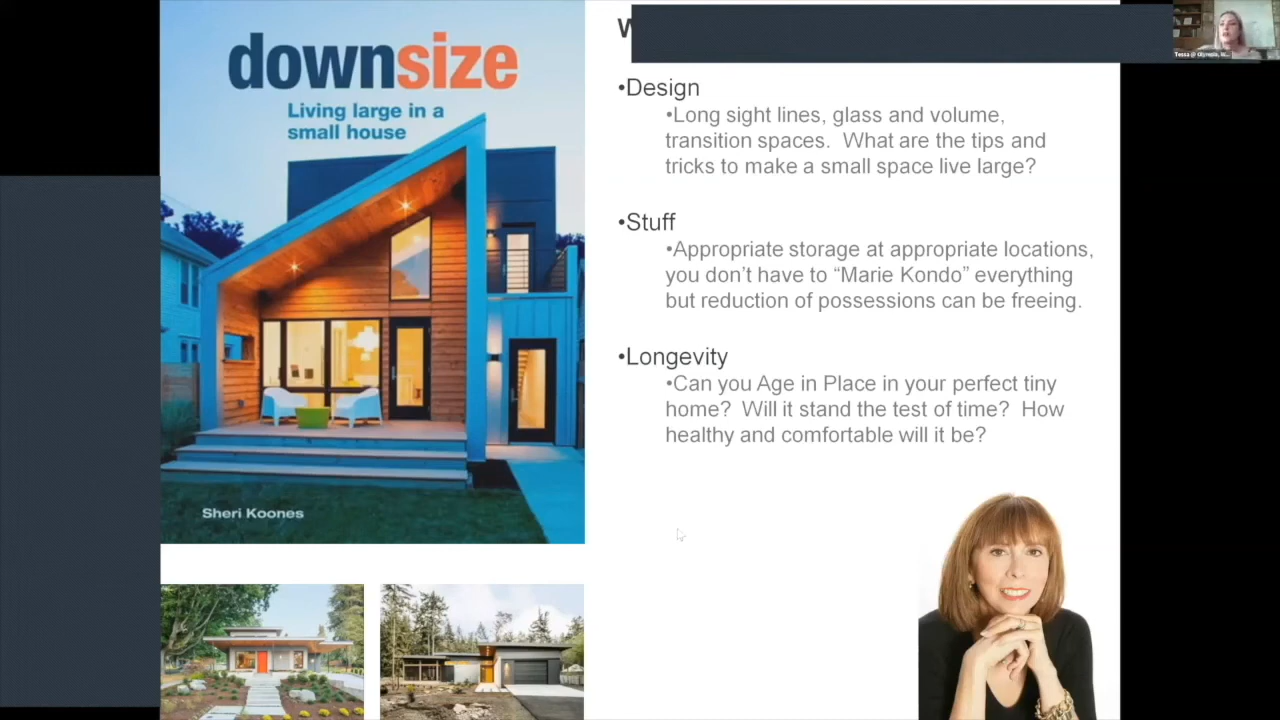 downsize
Living large in a
small house
Sheri Koones
•Design
•Long sight lines, glass and volume,
transition spaces. What are the tips and
tricks to make a small space live large?
•Stuff
•Appropriate storage at appropriate locations,
you don’t have to “Marie Kondo” everything
but reduction of possessions can be freeing.
•Longevity
•Can you Age in Place in your perfect tiny
home? Will it stand the test of time? How
healthy and comfortable will it be?
Tessa @ Olympia, W...